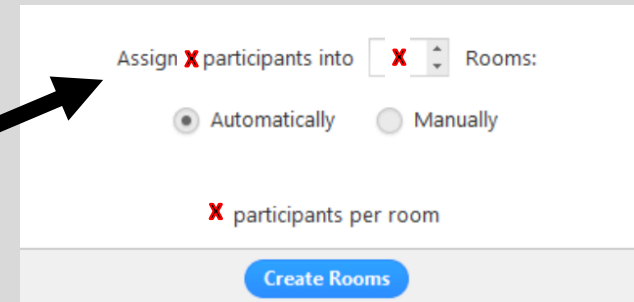 Assign X participants into X Rooms:
Automatically Manually
X participants per room
Create Rooms